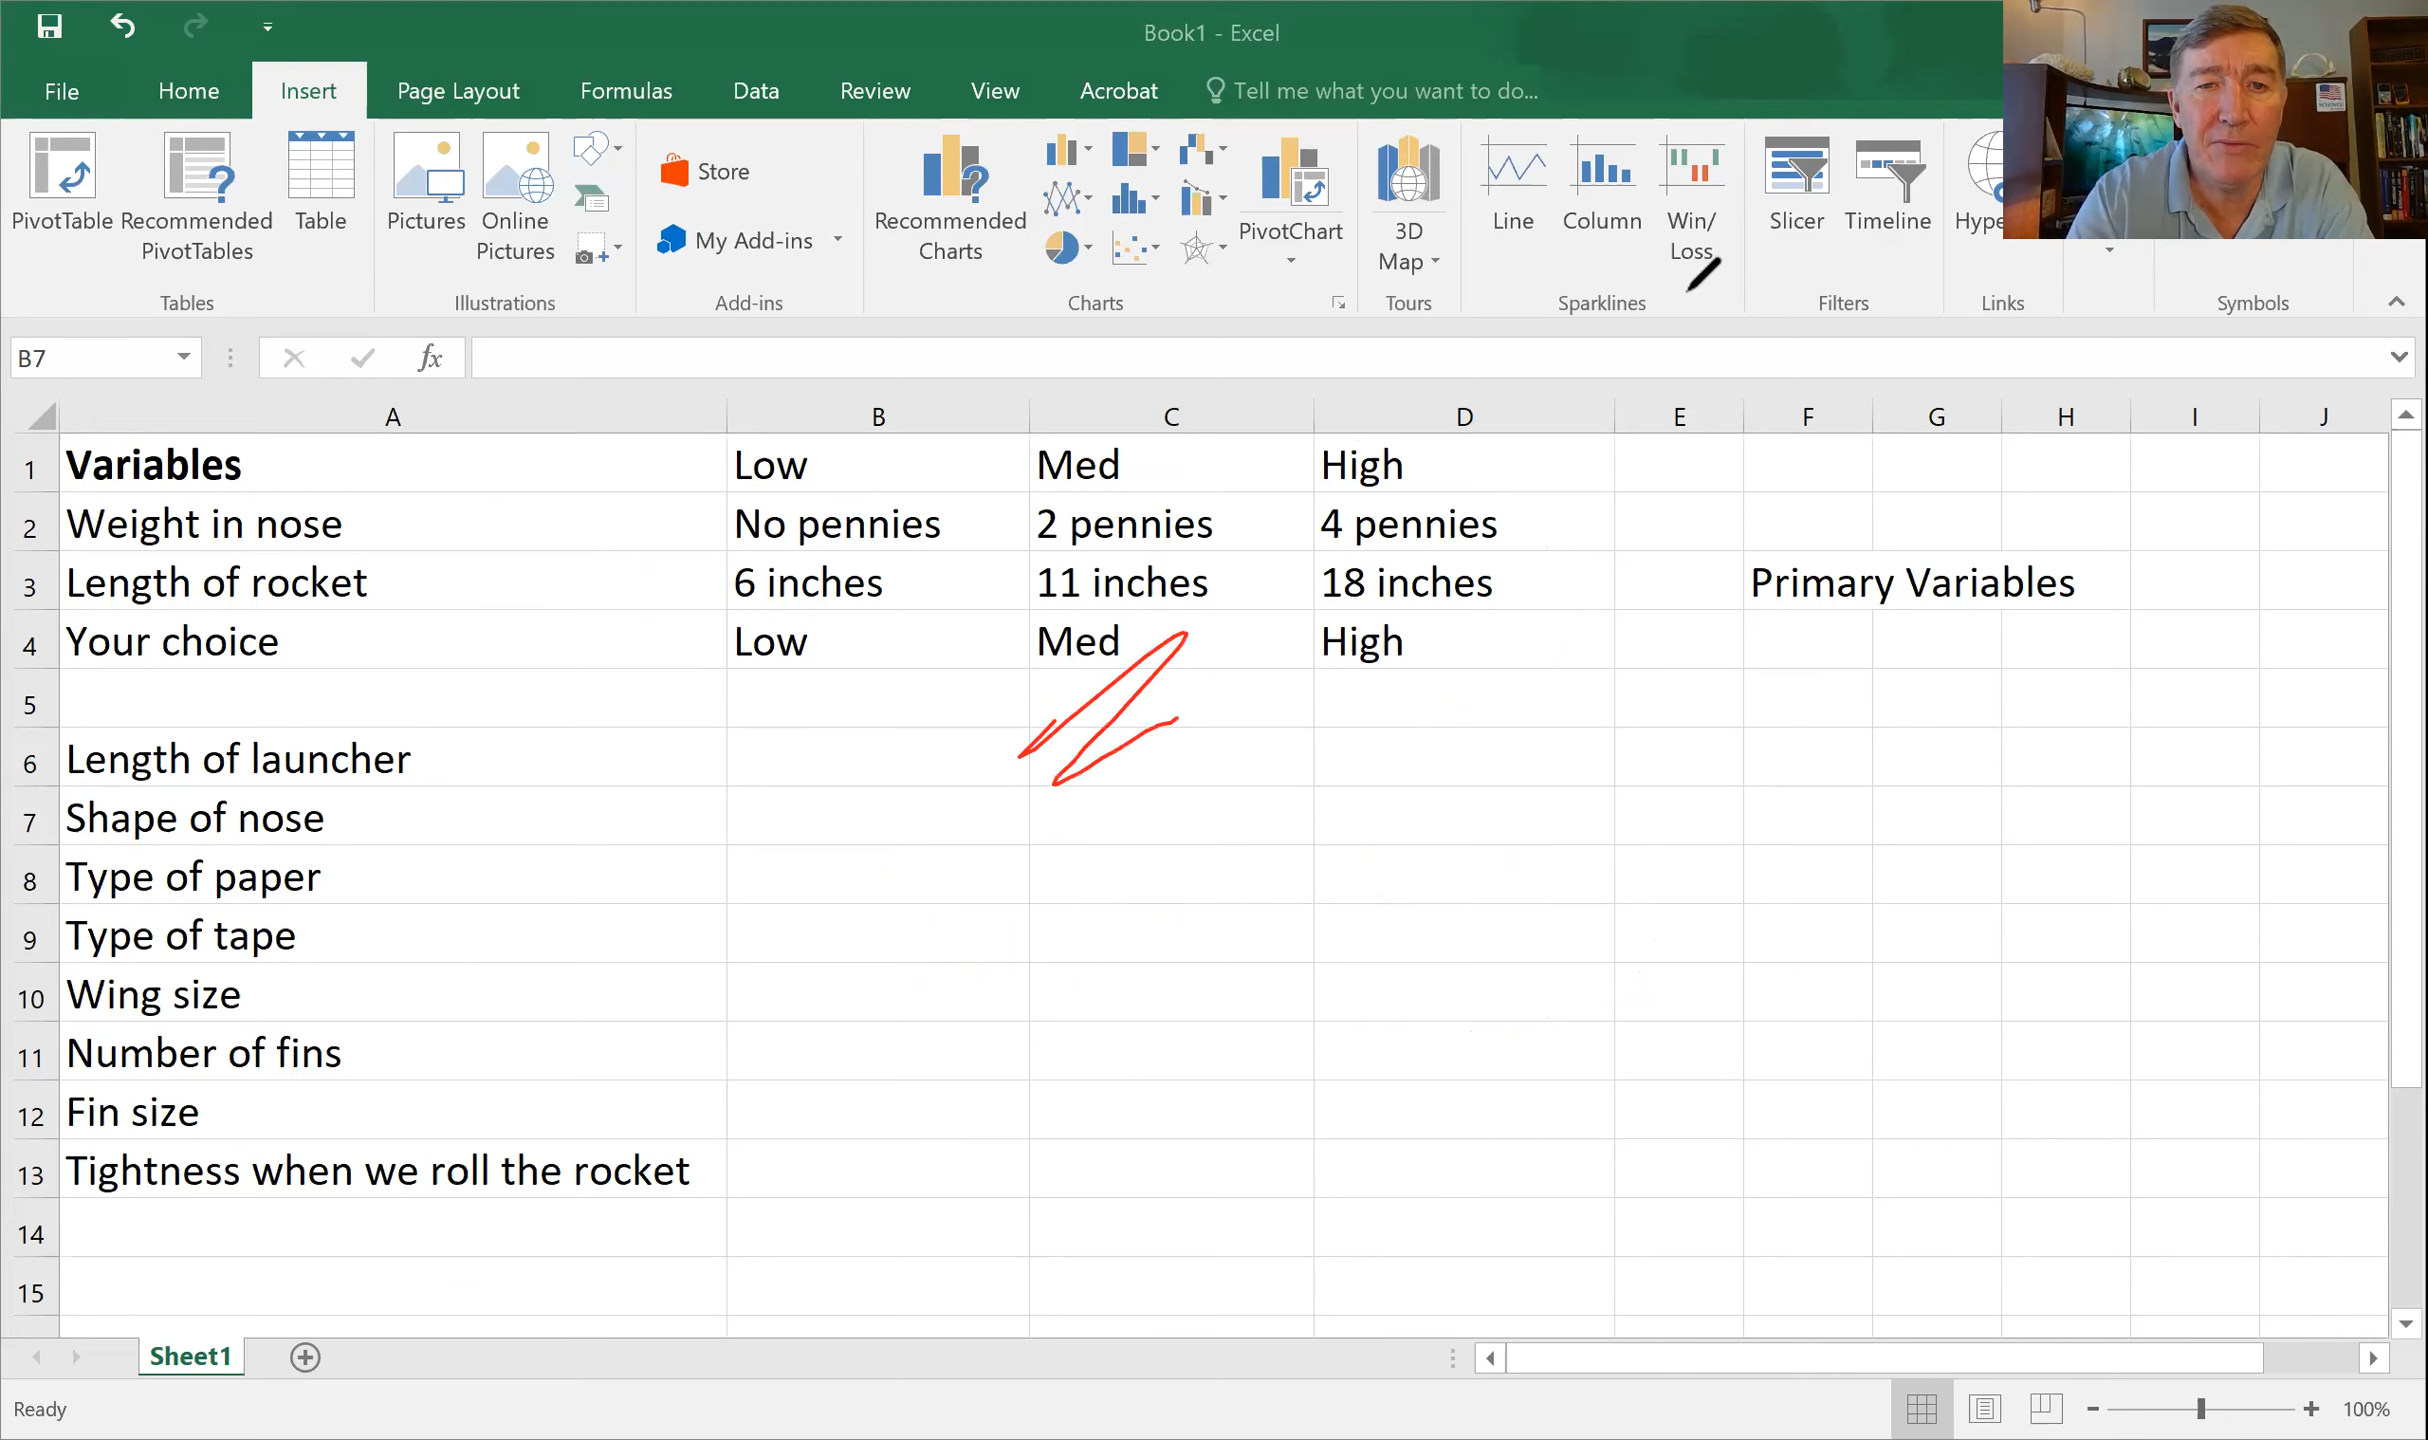 Book1 - Excel
File Home Insert Page Layout Formulas Data Review View Acrobat Tell me what you want to do...
PivotTable Recommended PivotTables Table Pictures Online Pictures Store My Add-ins Recommended Charts PivotChart 3D Map Line Column Win/ Loss Slicer Timeline Hype
Tables Illustrations Add-ins Charts Tours Sparklines Filters Links Symbols
B7 fx
A B C D E F G H I J
1 Variables Low Med High
2 Weight in nose No pennies 2 pennies 4 pennies
3 Length of rocket 6 inches 11 inches 18 inches Primary Variables
4 Your choice Low Med High
5
6 Length of launcher
7 Shape of nose
8 Type of paper
9 Type of tape
10 Wing size
11 Number of fins
12 Fin size
13 Tightness when we roll the rocket
14
15
Sheet1
Ready 100%